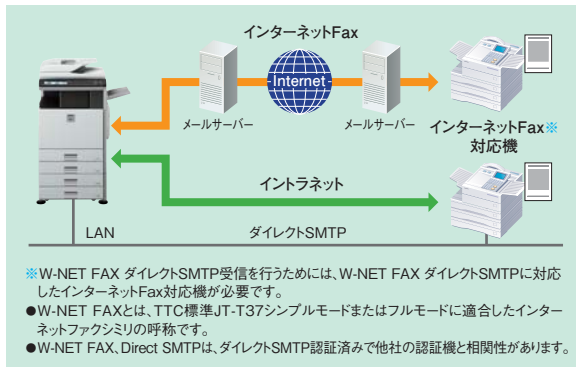 インターネットFax
Internet
メールサーバー
メールサーバー
インターネットFax※
対応機
イントラネット
LAN
ダイレクトSMTP
※W-NET FAX ダイレクトSMTP受信を行うためには、W-NET FAX ダイレクトSMTPに対応
したインターネットFax対応機が必要です。
●W-NET FAXとは、TTC標準JT-T37シンプルモードまたはフルモードに適合したインター
ネットファクシミリの呼称です。
●W-NET FAX、Direct SMTPは、ダイレクトSMTP認証済みで他社の認証機と相関性があります。